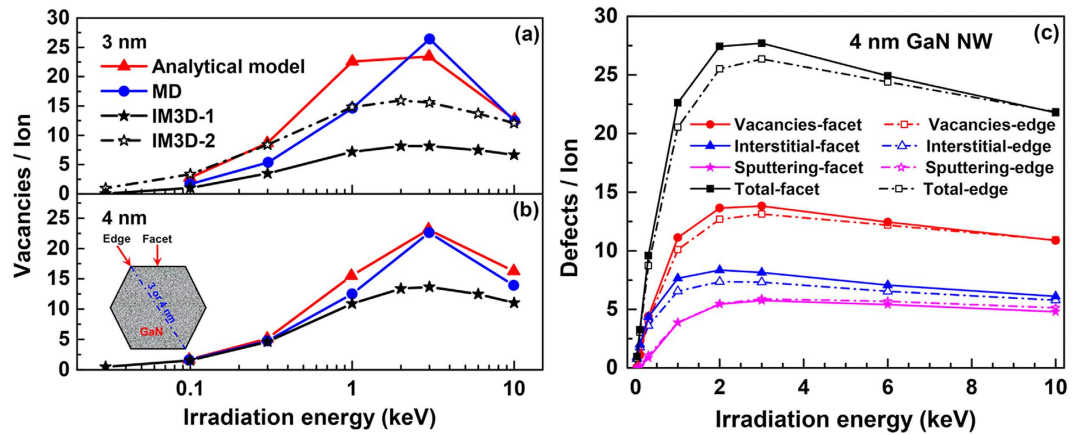 (a)
3 nm
Analytical model
MD
IM3D-1
IM3D-2
30
25
20
15
10
5
0
Vacancies / Ion
(b)
4 nm
Edge Facet
3 or 4 nm
GaN
25
20
15
10
5
0
0.1 1 10
Irradiation energy (keV)
(c)
4 nm GaN NW
Vacancies-facet Vacancies-edge
Interstitial-facet Interstitial-edge
Sputtering-facet Sputtering-edge
Total-facet Total-edge
30
25
20
15
10
5
0
Defects / Ion
0 2 4 6 8 10
Irradiation energy (keV)